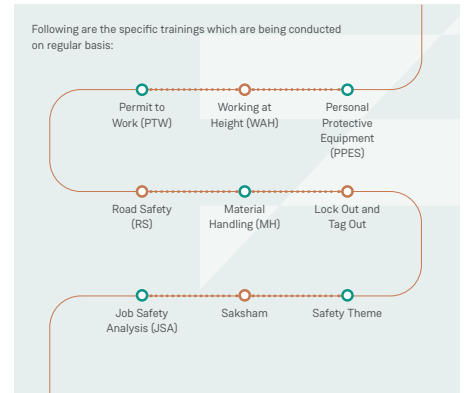 Following are the specific trainings which are being conducted
on regular basis:
Permit to
Work (PTW)
Working at
Height (WAH)
Personal
Protective
Equipment
(PPES)
Road Safety
(RS)
Material
Handling (MH)
Lock Out and
Tag Out
Job Safety
Analysis (JSA)
Saksham
Safety Theme